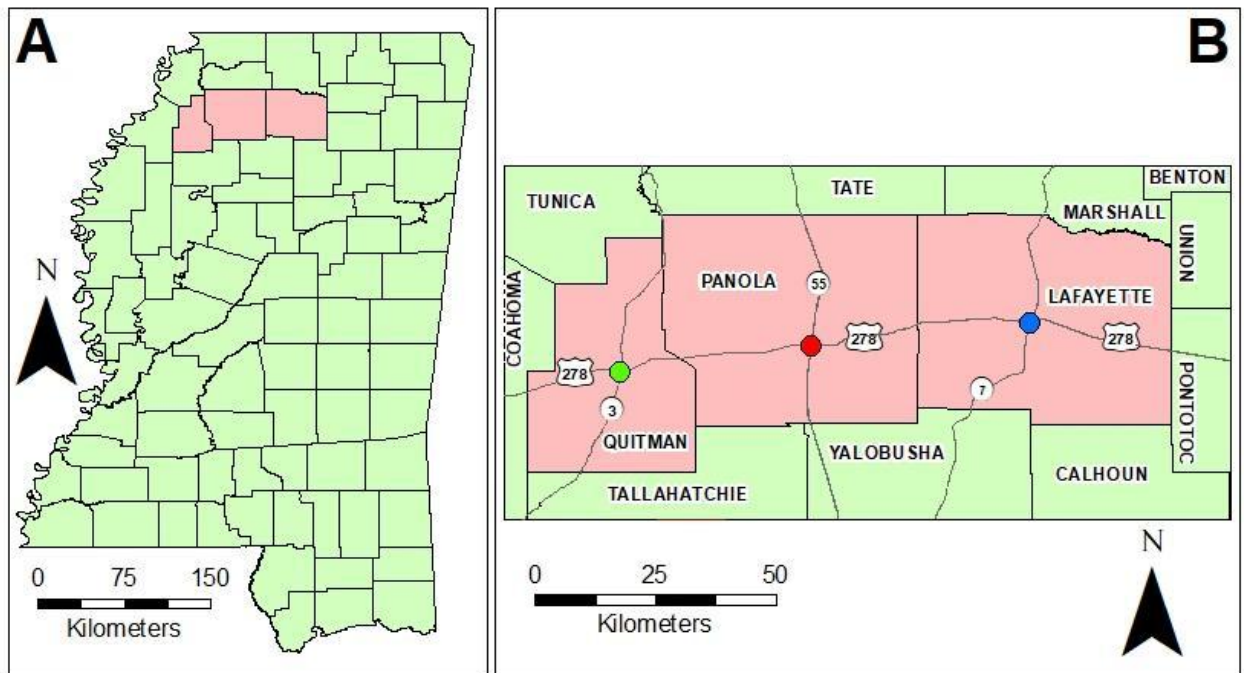 A
N
0 75 150
Kilometers
B
TUNICA
TATE
BENTON
MARSHALL
UNION
COAHOMA
PANOLA
55
LAFAYETTE
278
278
278
3
7
QUITMAN
PONTOTOC
YALOBUSHA
TALLAHATCHIE
CALHOUN
0 25 50
Kilometers
N